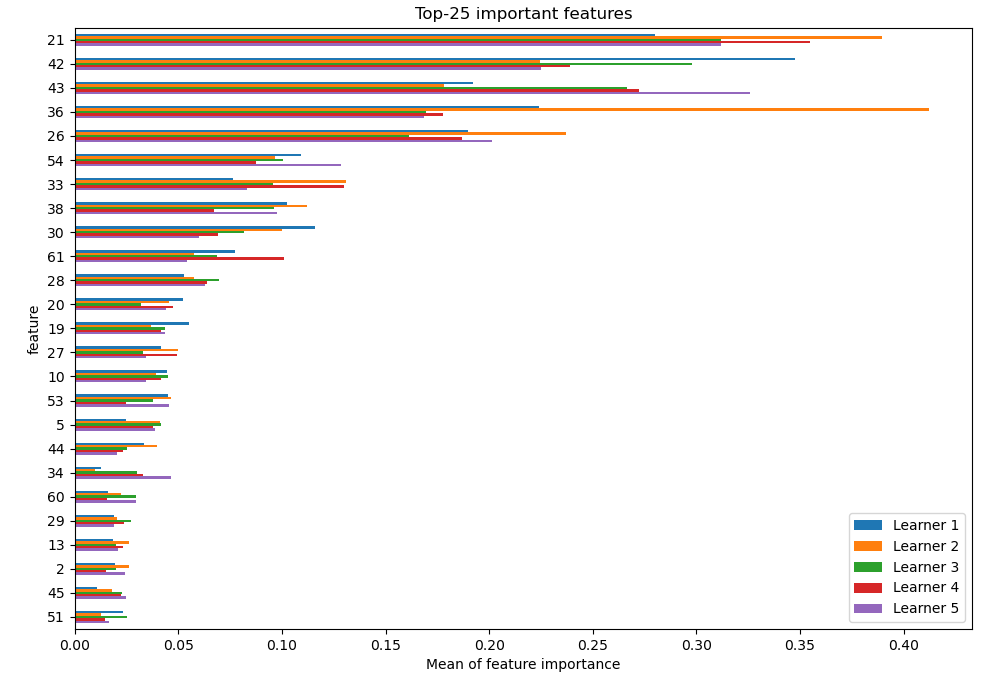 Top-25 important features
21
42
43
36
26
54
33
38
30
61
28
20
19
27
10
53
5
44
34
60
29
13
2
45
51
feature
Learner 1
Learner 2
Learner 3
Learner 4
Learner 5
0.00 0.05 0.10 0.15 0.20 0.25 0.30 0.35 0.40
Mean of feature importance